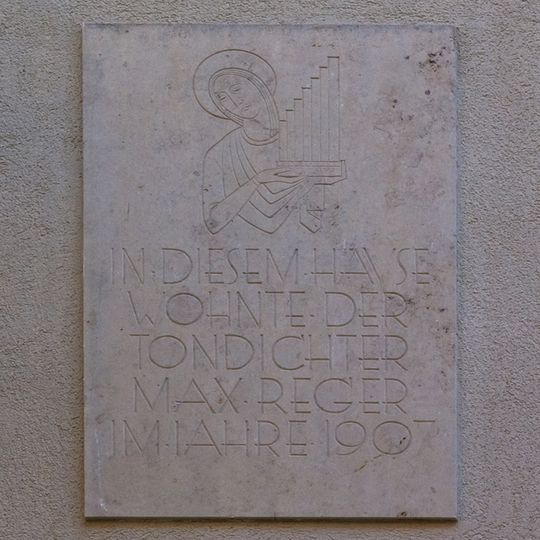 IN·DIESEM·HAVSE
WOHNTE·DER
TONDICHTER
MAX·REGER
IM·IAHRE·1907